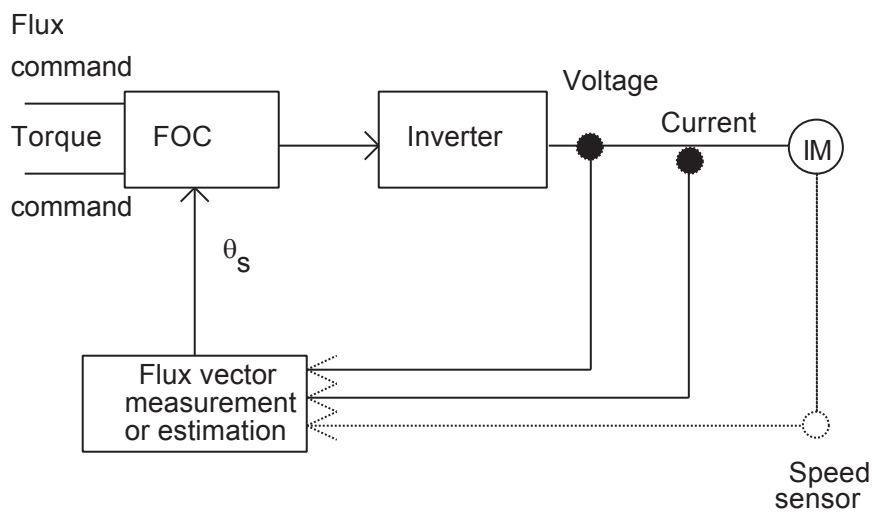 Flux
command
Torque
command
FOC
Inverter
Voltage
Current
IM
θs
Flux vector
measurement
or estimation
Speed
sensor